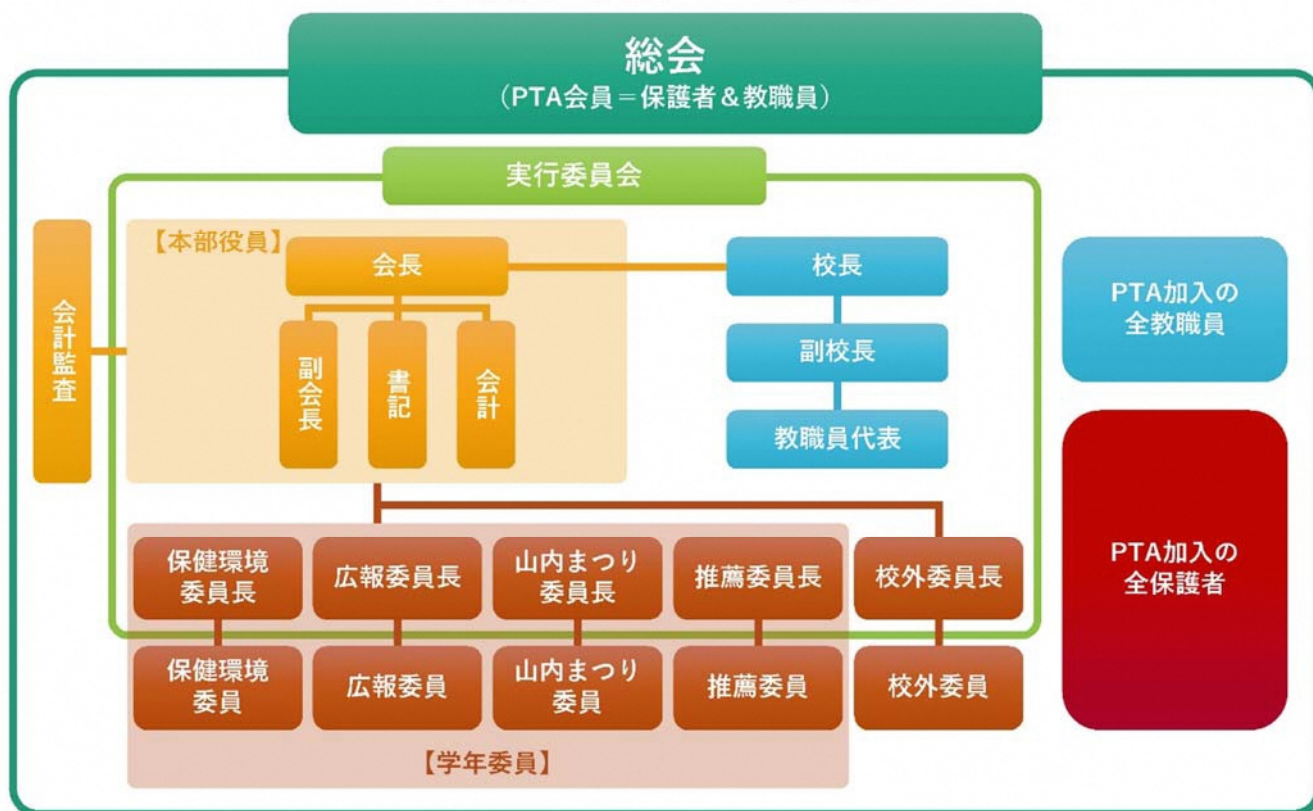 総会
(PTA会員＝保護者＆教職員)
実行委員会
【本部役員】
会長
校長
会計監査
副会長
書記
会計
副校長
教職員代表
PTA加入の
全教職員
PTA加入の
全保護者
保健環境
委員長
広報委員長
山内まつり
委員長
推薦委員長
校外委員長
保健環境
委員
広報委員
山内まつり
委員
推薦委員
校外委員
【学年委員】